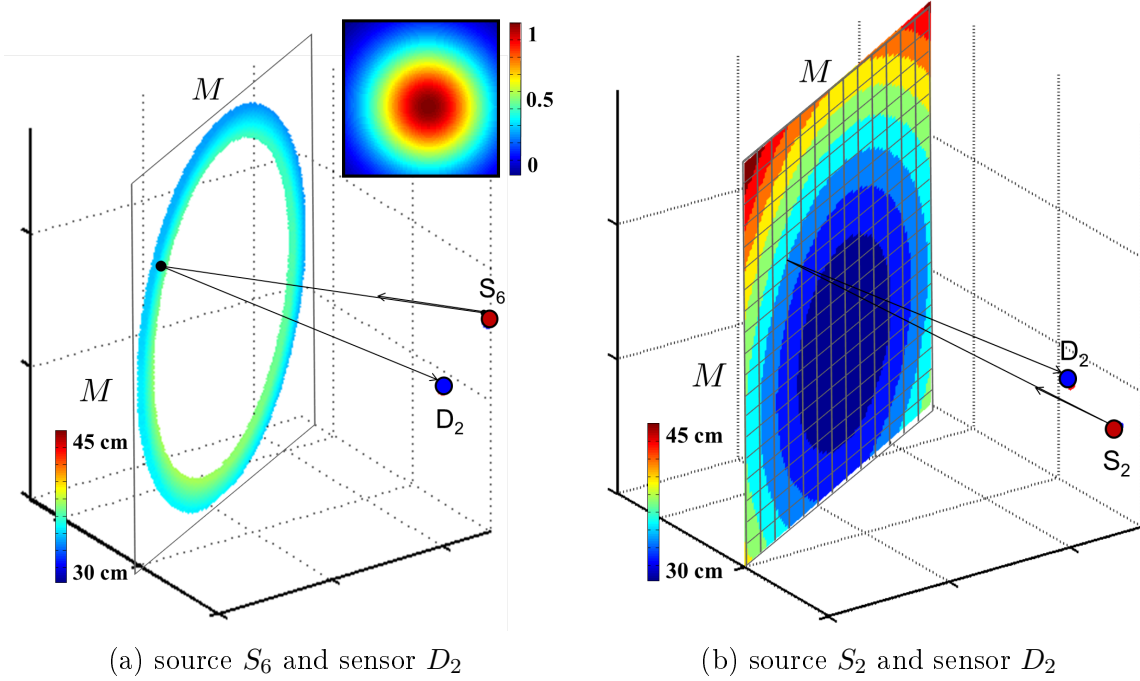 M
1
0.5
0
S6
D2
M
45 cm
30 cm
(a) source S6 and sensor D2
M
D2
S2
M
45 cm
30 cm
(b) source S2 and sensor D2